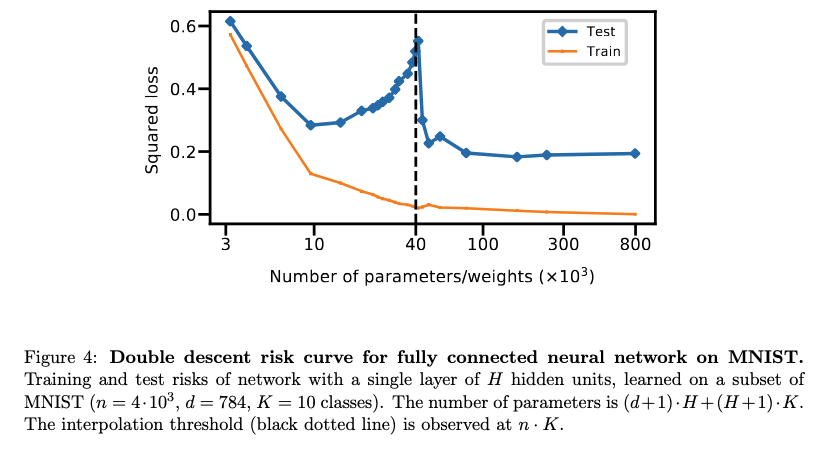 0.6
0.4
0.2
0.0
Squared loss
Test
Train
3 10 40 100 300 800
Number of parameters/weights (×10³)
Figure 4: Double descent risk curve for fully connected neural network on MNIST.
Training and test risks of network with a single layer of H hidden units, learned on a subset of
MNIST (n = 4·10³, d = 784, K = 10 classes). The number of parameters is (d+1)·H+(H+1)·K.
The interpolation threshold (black dotted line) is observed at n · K.